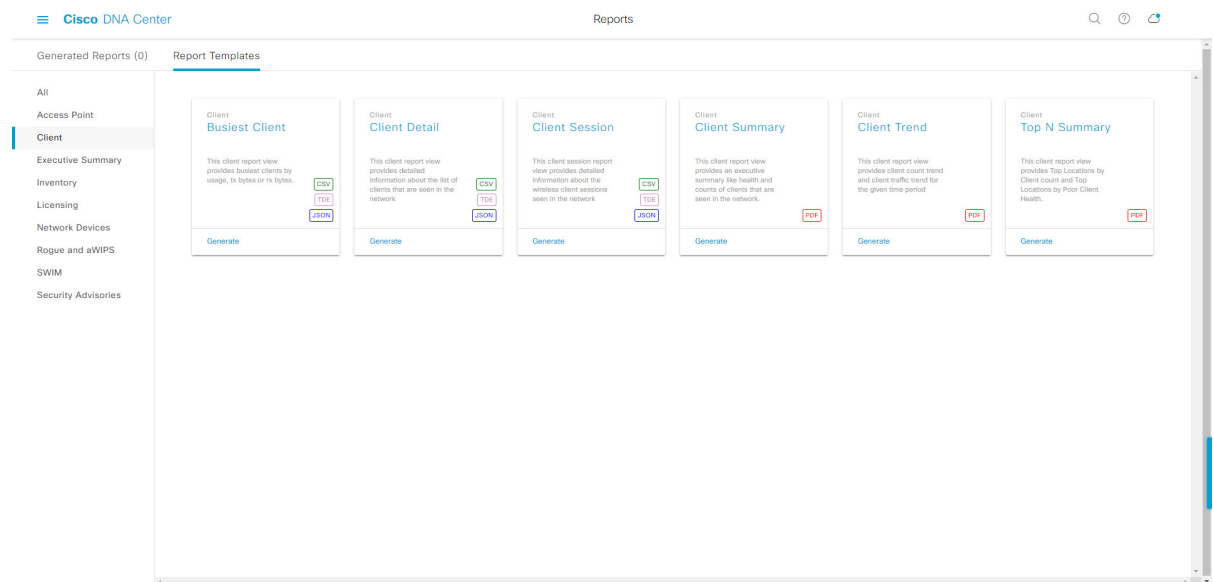 Cisco DNA Center
Reports
Generated Reports (0)
Report Templates
All
Access Point
Client
Executive Summary
Inventory
Licensing
Network Devices
Rogue and aWIPS
SWIM
Security Advisories
Client
Busiest Client
This client report view
provides busiest clients by
usage, tx bytes or rx bytes.
CSV
TDE
JSON
Generate
Client
Client Detail
This client report view
provides detailed
information about the list of
clients that are seen in the
network
CSV
TDE
JSON
Generate
Client
Client Session
This client session report
view provides detailed
information about the
wireless client sessions
seen in the network
CSV
TDE
JSON
Generate
Client
Client Summary
This client report view
provides an executive
summary like health and
counts of clients that are
seen in the network.
PDF
Generate
Client
Client Trend
This client report view
provides client count trend
and client traffic trend for
the given time period
PDF
Generate
Client
Top N Summary
This client report view
provides Top Locations by
Client count and Top
Locations by Poor Client
Health.
PDF
Generate